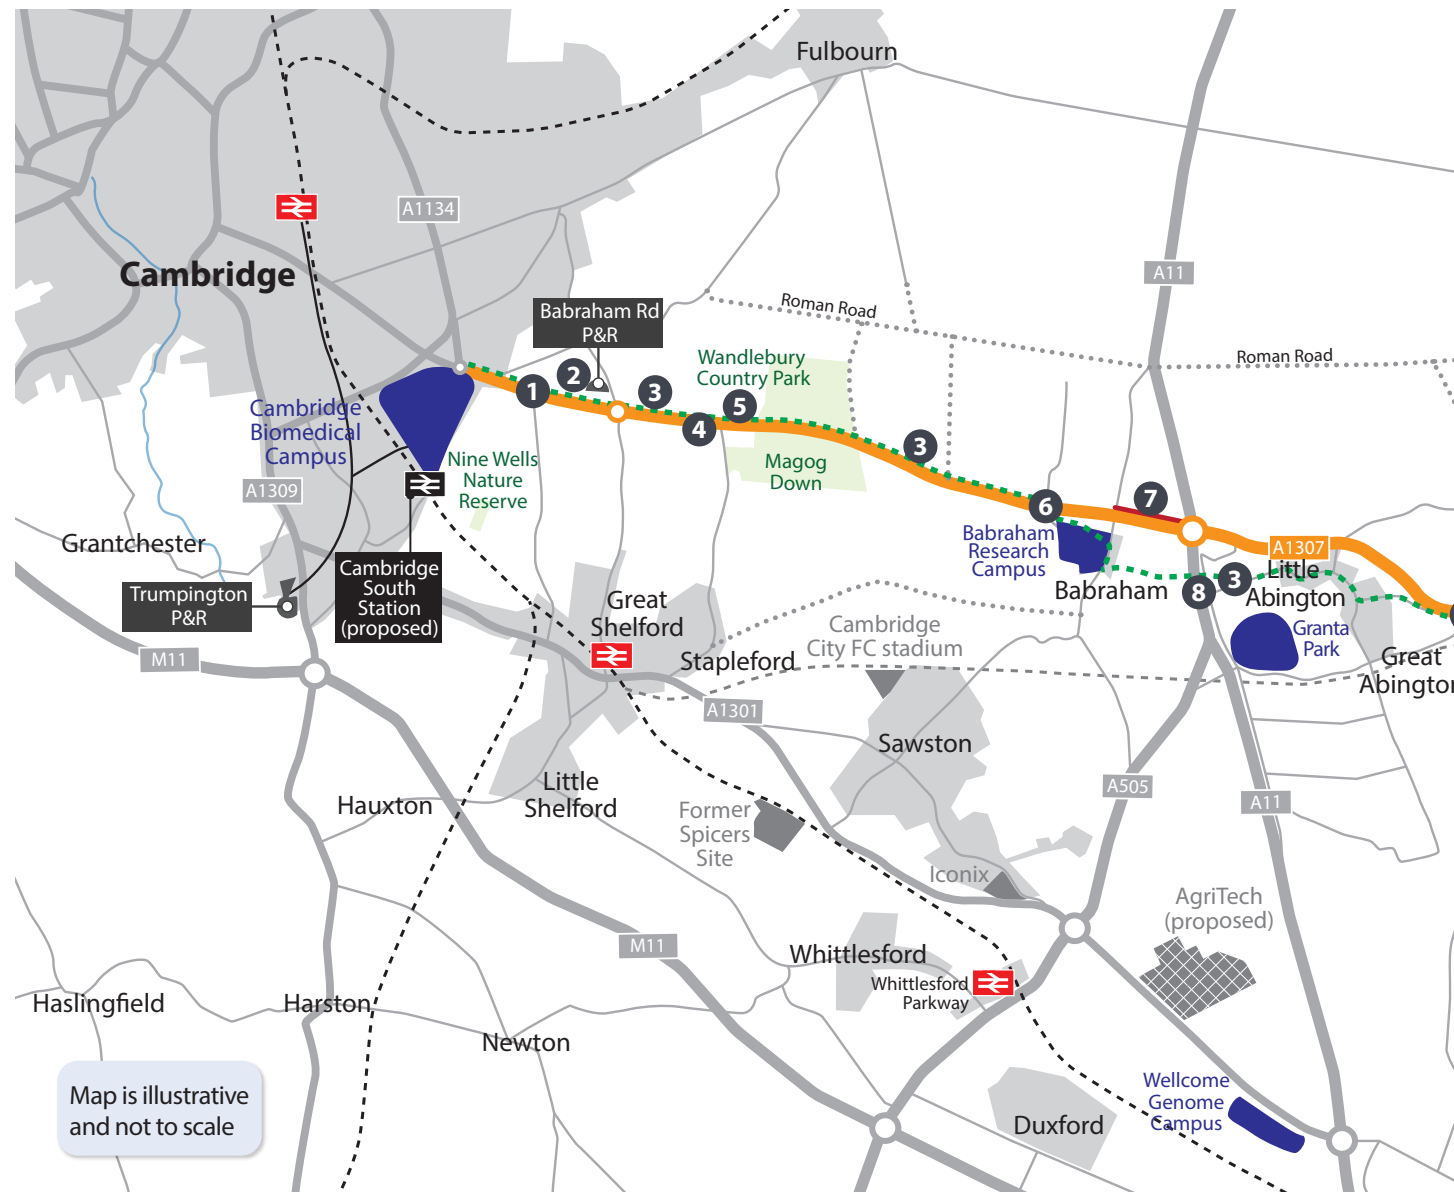 Fulbourn
A1134
Cambridge
A11
Roman Road
Roman Road
Babraham Rd
P&R
Wandlebury
Country Park
1
2
3
4
5
3
6
7
8
3
Cambridge
Biomedical
Campus
Nine Wells
Nature
Reserve
Magog
Down
A1309
Grantchester
Babraham
Research
Campus
Babraham
A1307
Little
Abington
Granta
Park
Great
Abington
Trumpington
P&R
Cambridge
South
Station
(proposed)
Great
Shelford
Stapleford
Cambridge
City FC stadium
M11
A1301
Sawston
A505
A11
Little
Shelford
Hauxton
Former
Spicers
Site
Iconix
AgriTech
(proposed)
M11
Whittlesford
Whittlesford
Parkway
Haslingfield
Harston
Newton
Map is illustrative
and not to scale
Duxford
Wellcome
Genome
Campus